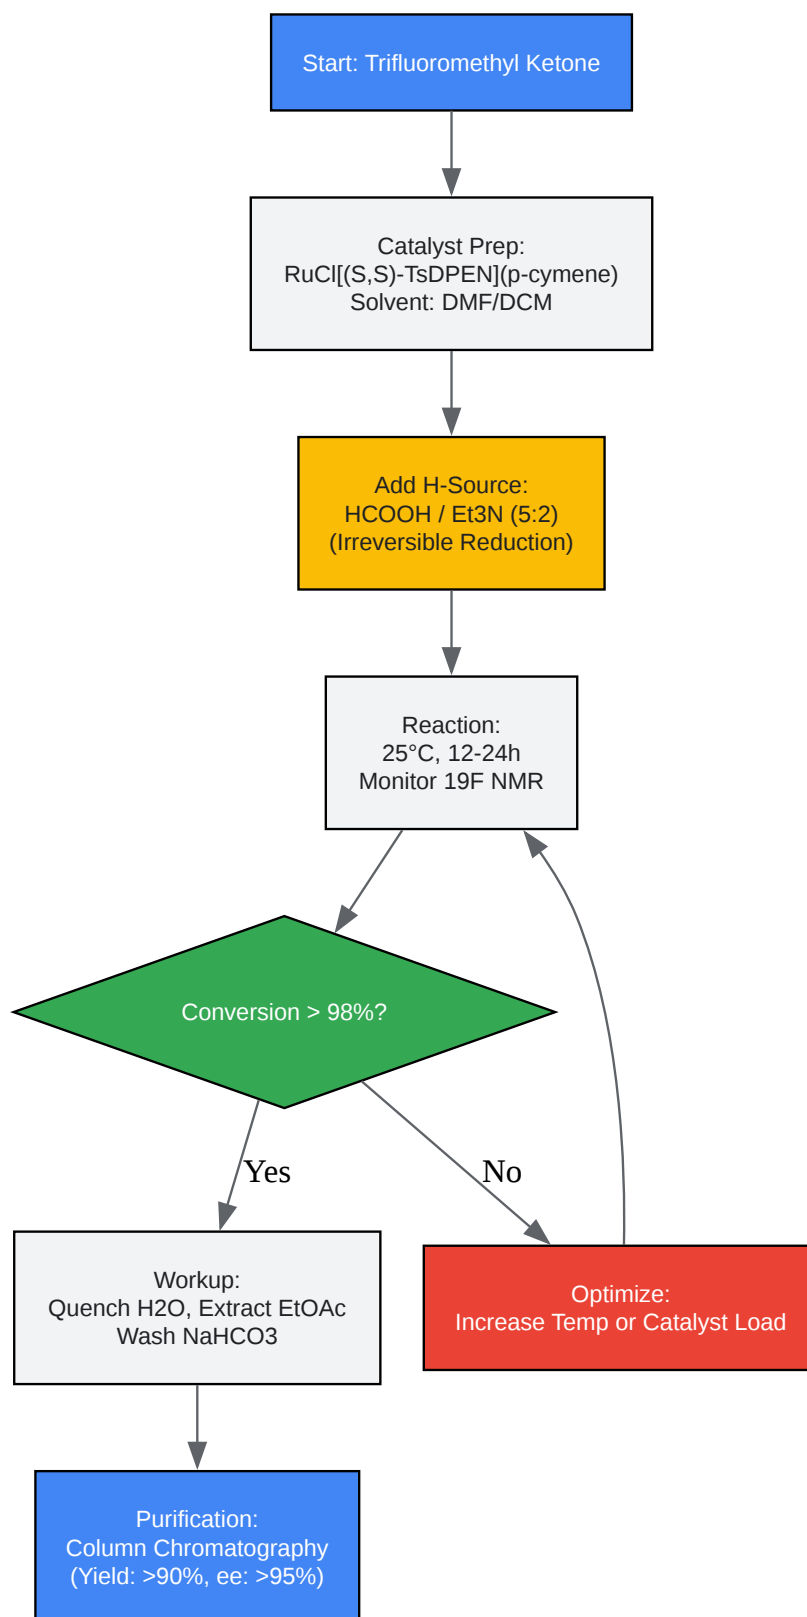 Start: Trifluoromethyl Ketone
Catalyst Prep:
RuCl[(S,S)-TsDPEN](p-cymene)
Solvent: DMF/DCM
Add H-Source:
HCOOH / Et3N (5:2)
(Irreversible Reduction)
Reaction:
25°C, 12-24h
Monitor 19F NMR
Conversion > 98%?
Yes
No
Workup:
Quench H2O, Extract EtOAc
Wash NaHCO3
Optimize:
Increase Temp or Catalyst Load
Purification:
Column Chromatography
(Yield: >90%, ee: >95%)